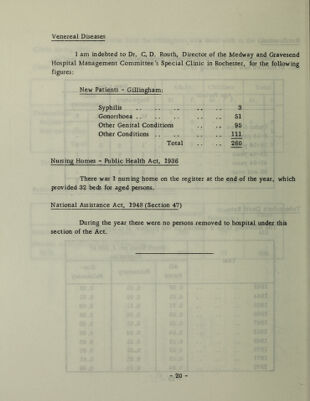 Venereal Diseases
I am indebted to Dr. C. D. Routh, Director of the Medway and Gravesend
Hospital Management Committee's Special Clinic in Rochester, for the following
figures:
New Patients - Gillingham:
Syphilis .. .. .. .. .. 3
Gonorrhoea .. .. .. .. .. 51
Other Genital Conditions .. .. 95
Other Conditions .. .. .. .. 111
Total .. 260
Nursing Homes - Public Health Act, 1936
There was 1 nursing home on the register at the end of the year, which
provided 32 beds for aged persons.
National Assistance Act, 1948 (Section 47)
During the year there were no persons removed to hospital under this
section of the Act.
- 20 -